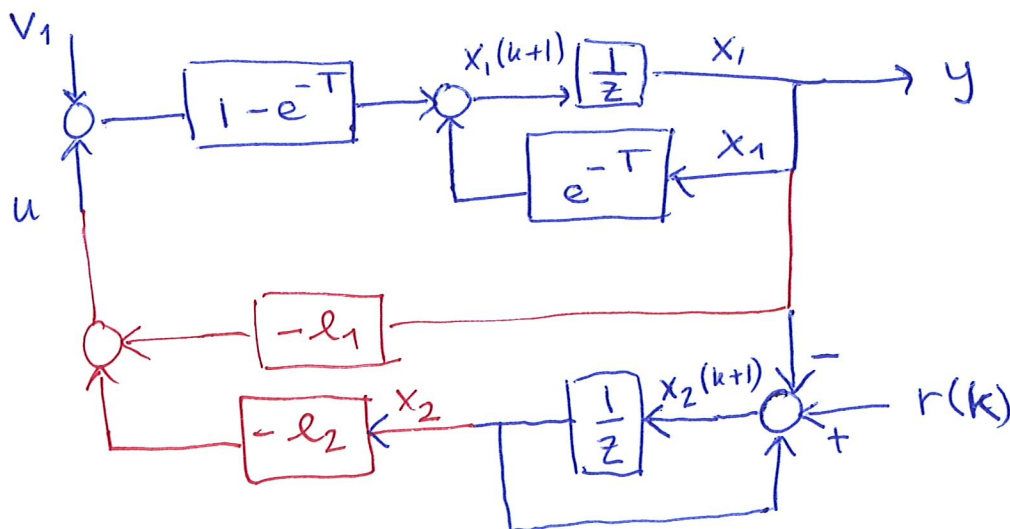 V₁
1 - e^-T
x₁(k+1)
1/z
x₁
y
e^-T
x₁
u
-l₁
-
-l₂
x₂
1/z
x₂(k+1)
r(k)
+